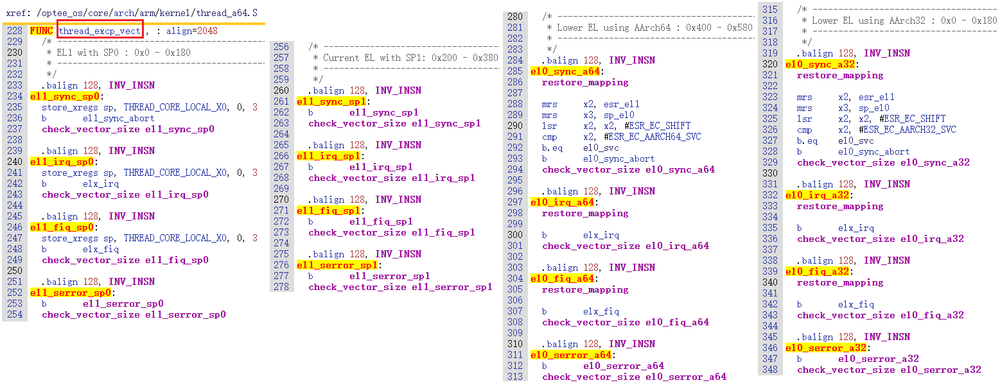 xref: /optee_os/core/arch/arm/kernel/thread_a64.S
228 FUNC thread_excp_vect , : align=2048
229 /* -----------------------------------------
230 * EL1 with SP0 : 0x0 - 0x180
231 * -----------------------------------------
232 */
233 .balign 128, INV_INSN
234 el1_sync_sp0:
235 store_xregs sp, THREAD_CORE_LOCAL_X0, 0, 3
236 b el1_sync_abort
237 check_vector_size el1_sync_sp0
238
239 .balign 128, INV_INSN
240 el1_irq_sp0:
241 store_xregs sp, THREAD_CORE_LOCAL_X0, 0, 3
242 b elx_irq
243 check_vector_size el1_irq_sp0
244
245 .balign 128, INV_INSN
246 el1_fiq_sp0:
247 store_xregs sp, THREAD_CORE_LOCAL_X0, 0, 3
248 b elx_fiq
249 check_vector_size el1_fiq_sp0
250
251 .balign 128, INV_INSN
252 el1_serror_sp0:
253 b el1_serror_sp0
254 check_vector_size el1_serror_sp0
256 /* -------------------------------
257 * Current EL with SP1: 0x200 - 0x380
258 * -------------------------------
259 */
260 .balign 128, INV_INSN
261 el1_sync_sp1:
262 b el1_sync_sp1
263 check_vector_size el1_sync_sp1
264
265 .balign 128, INV_INSN
266 el1_irq_sp1:
267 b el1_irq_sp1
268 check_vector_size el1_irq_sp1
269
270 .balign 128, INV_INSN
271 el1_fiq_sp1:
272 b el1_fiq_sp1
273 check_vector_size el1_fiq_sp1
274
275 .balign 128, INV_INSN
276 el1_serror_sp1:
277 b el1_serror_sp1
278 check_vector_size el1_serror_sp1
280 /* -----------------------------------
281 * Lower EL using AArch64 : 0x400 - 0x580
282 * -----------------------------------
283 */
284 .balign 128, INV_INSN
285 el0_sync_a64:
286 restore_mapping
287
288 mrs x2, esr_el1
289 mrs x3, sp_el0
290 lsr x2, x2, #ESR_EC_SHIFT
291 cmp x2, #ESR_EC_AARCH64_SVC
292 b.eq el0_svc
293 b el0_sync_abort
294 check_vector_size el0_sync_a64
295
296 .balign 128, INV_INSN
297 el0_irq_a64:
298 restore_mapping
299
300 b elx_irq
301 check_vector_size el0_irq_a64
302
303 .balign 128, INV_INSN
304 el0_fiq_a64:
305 restore_mapping
306
307 b elx_fiq
308 check_vector_size el0_fiq_a64
309
310 .balign 128, INV_INSN
311 el0_serror_a64:
312 b el0_serror_a64
313 check_vector_size el0_serror_a64
315 /* ---------------------------------
316 * Lower EL using AArch32 : 0x0 - 0x180
317 * ---------------------------------
318 */
319 .balign 128, INV_INSN
320 el0_sync_a32:
321 restore_mapping
322
323 mrs x2, esr_el1
324 mrs x3, sp_el0
325 lsr x2, x2, #ESR_EC_SHIFT
326 cmp x2, #ESR_EC_AARCH32_SVC
327 b.eq el0_svc
328 b el0_sync_abort
329 check_vector_size el0_sync_a32
330
331 .balign 128, INV_INSN
332 el0_irq_a32:
333 restore_mapping
334
335 b elx_irq
336 check_vector_size el0_irq_a32
337
338 .balign 128, INV_INSN
339 el0_fiq_a32:
340 restore_mapping
341
342 b elx_fiq
343 check_vector_size el0_fiq_a32
344
345 .balign 128, INV_INSN
346 el0_serror_a32:
347 b el0_serror_a32
348 check_vector_size el0_serror_a32